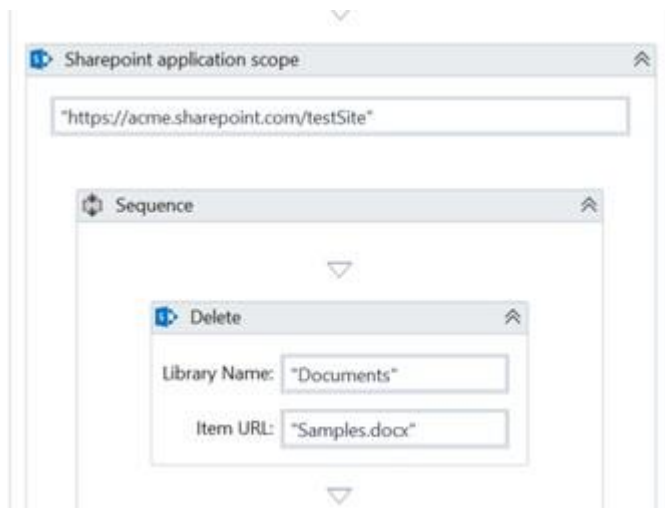 Sharepoint application scope
"https://acme.sharepoint.com/testSite"
Sequence
Delete
Library Name: "Documents"
Item URL: "Samples.docx"